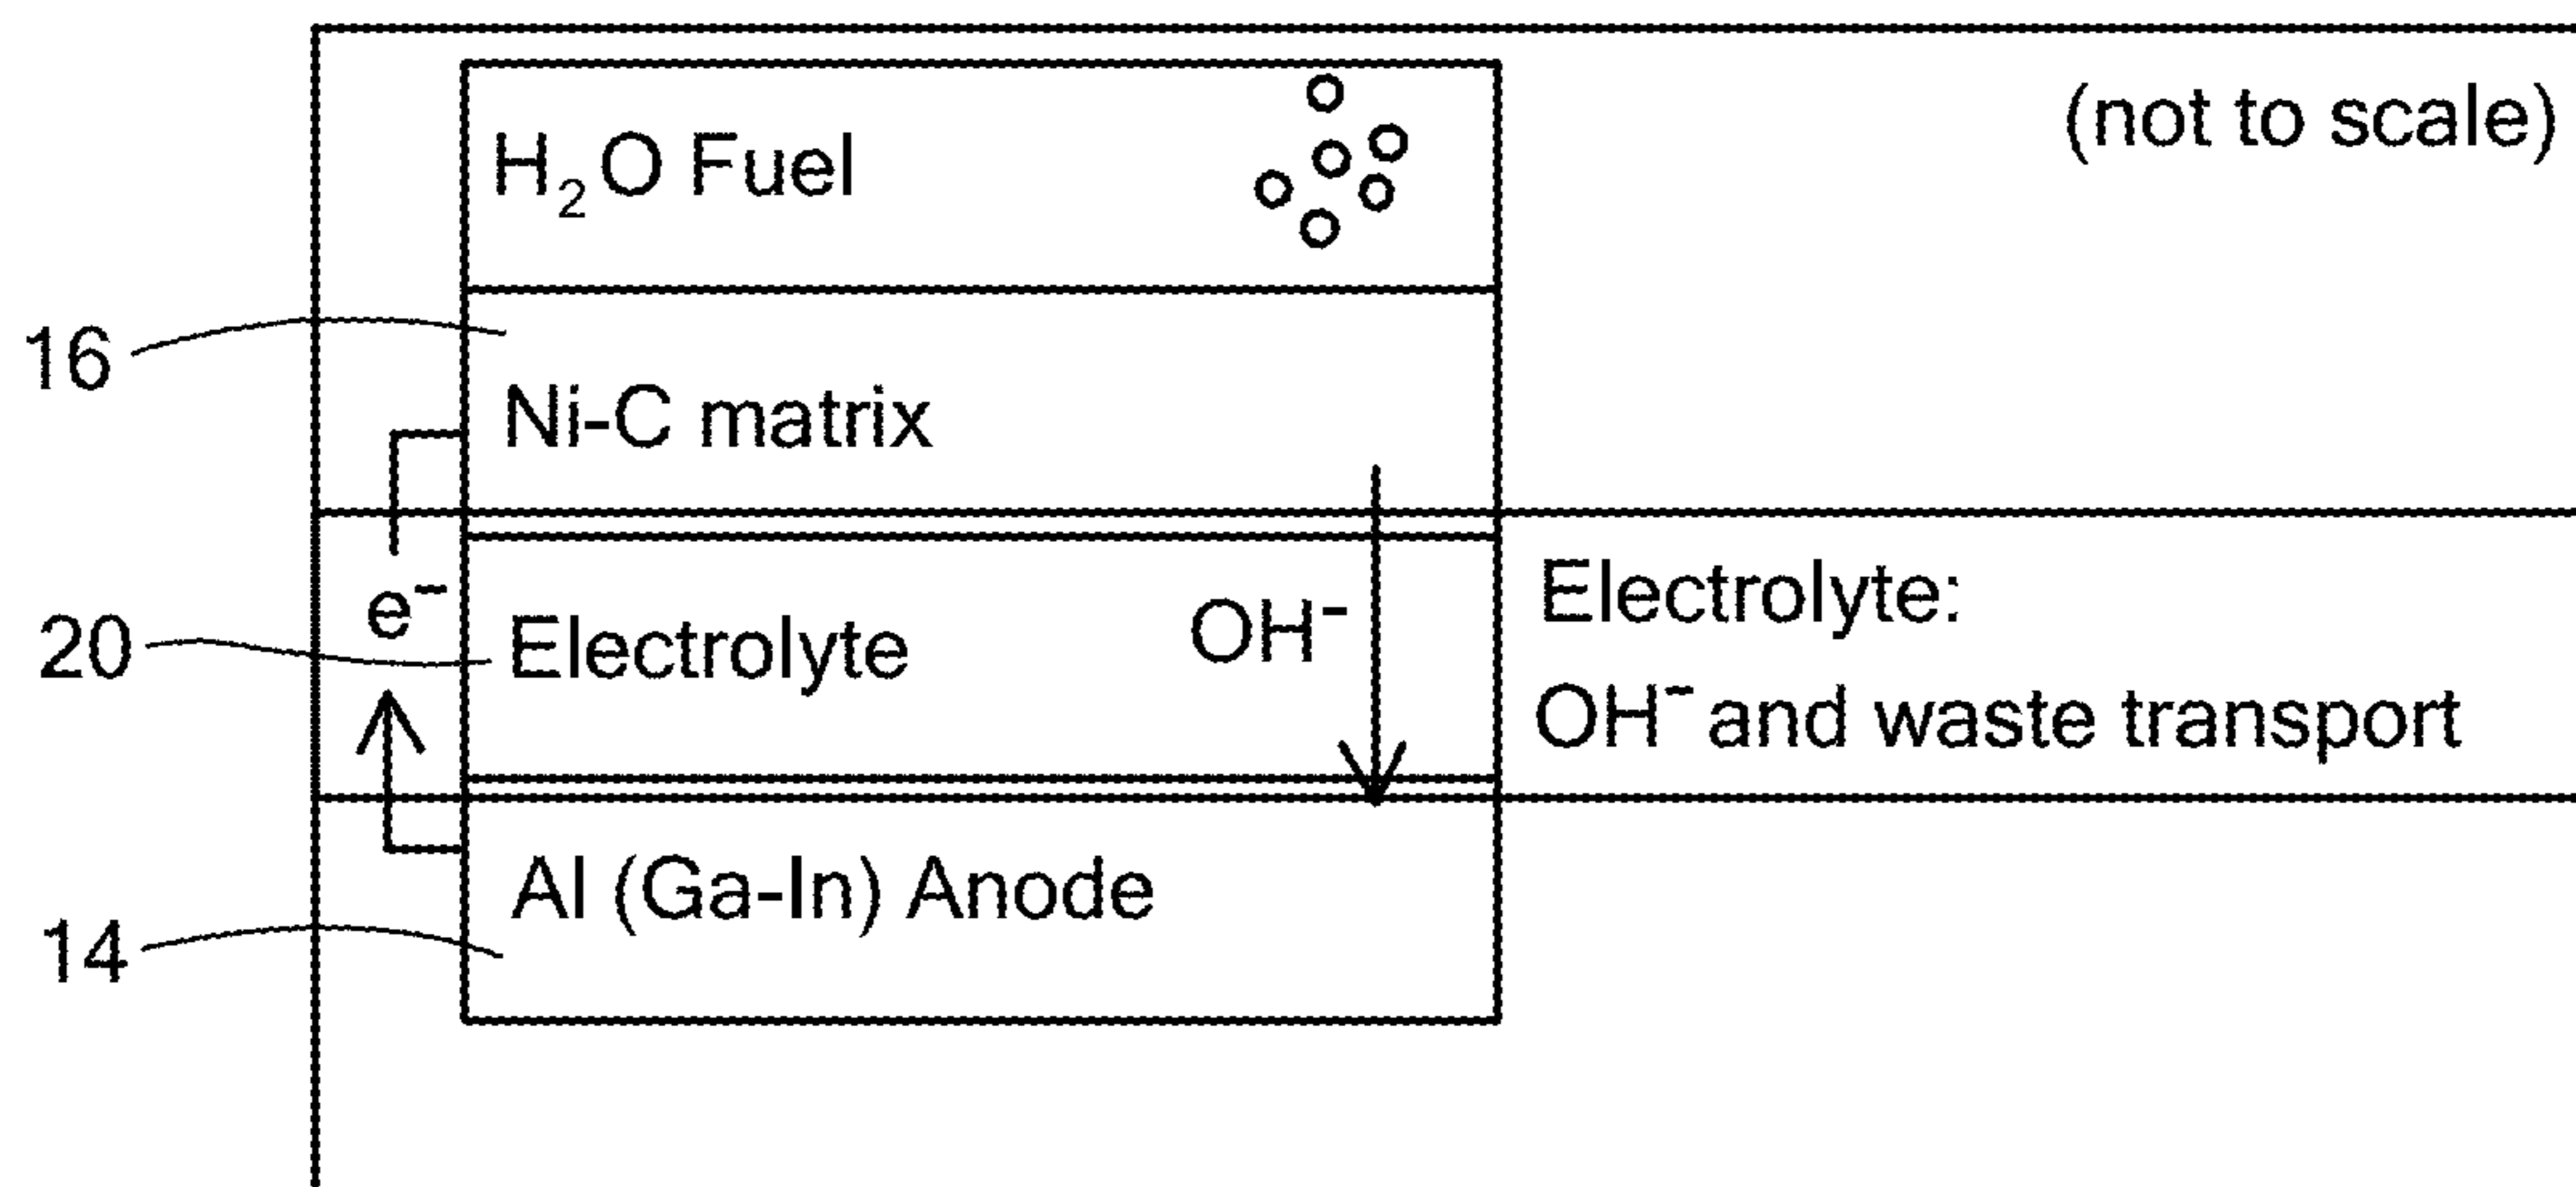 (not to scale)
H₂O Fuel
16
Ni-C matrix
e⁻
20
Electrolyte
OH⁻
Electrolyte:
OH⁻ and waste transport
Al (Ga-In) Anode
14